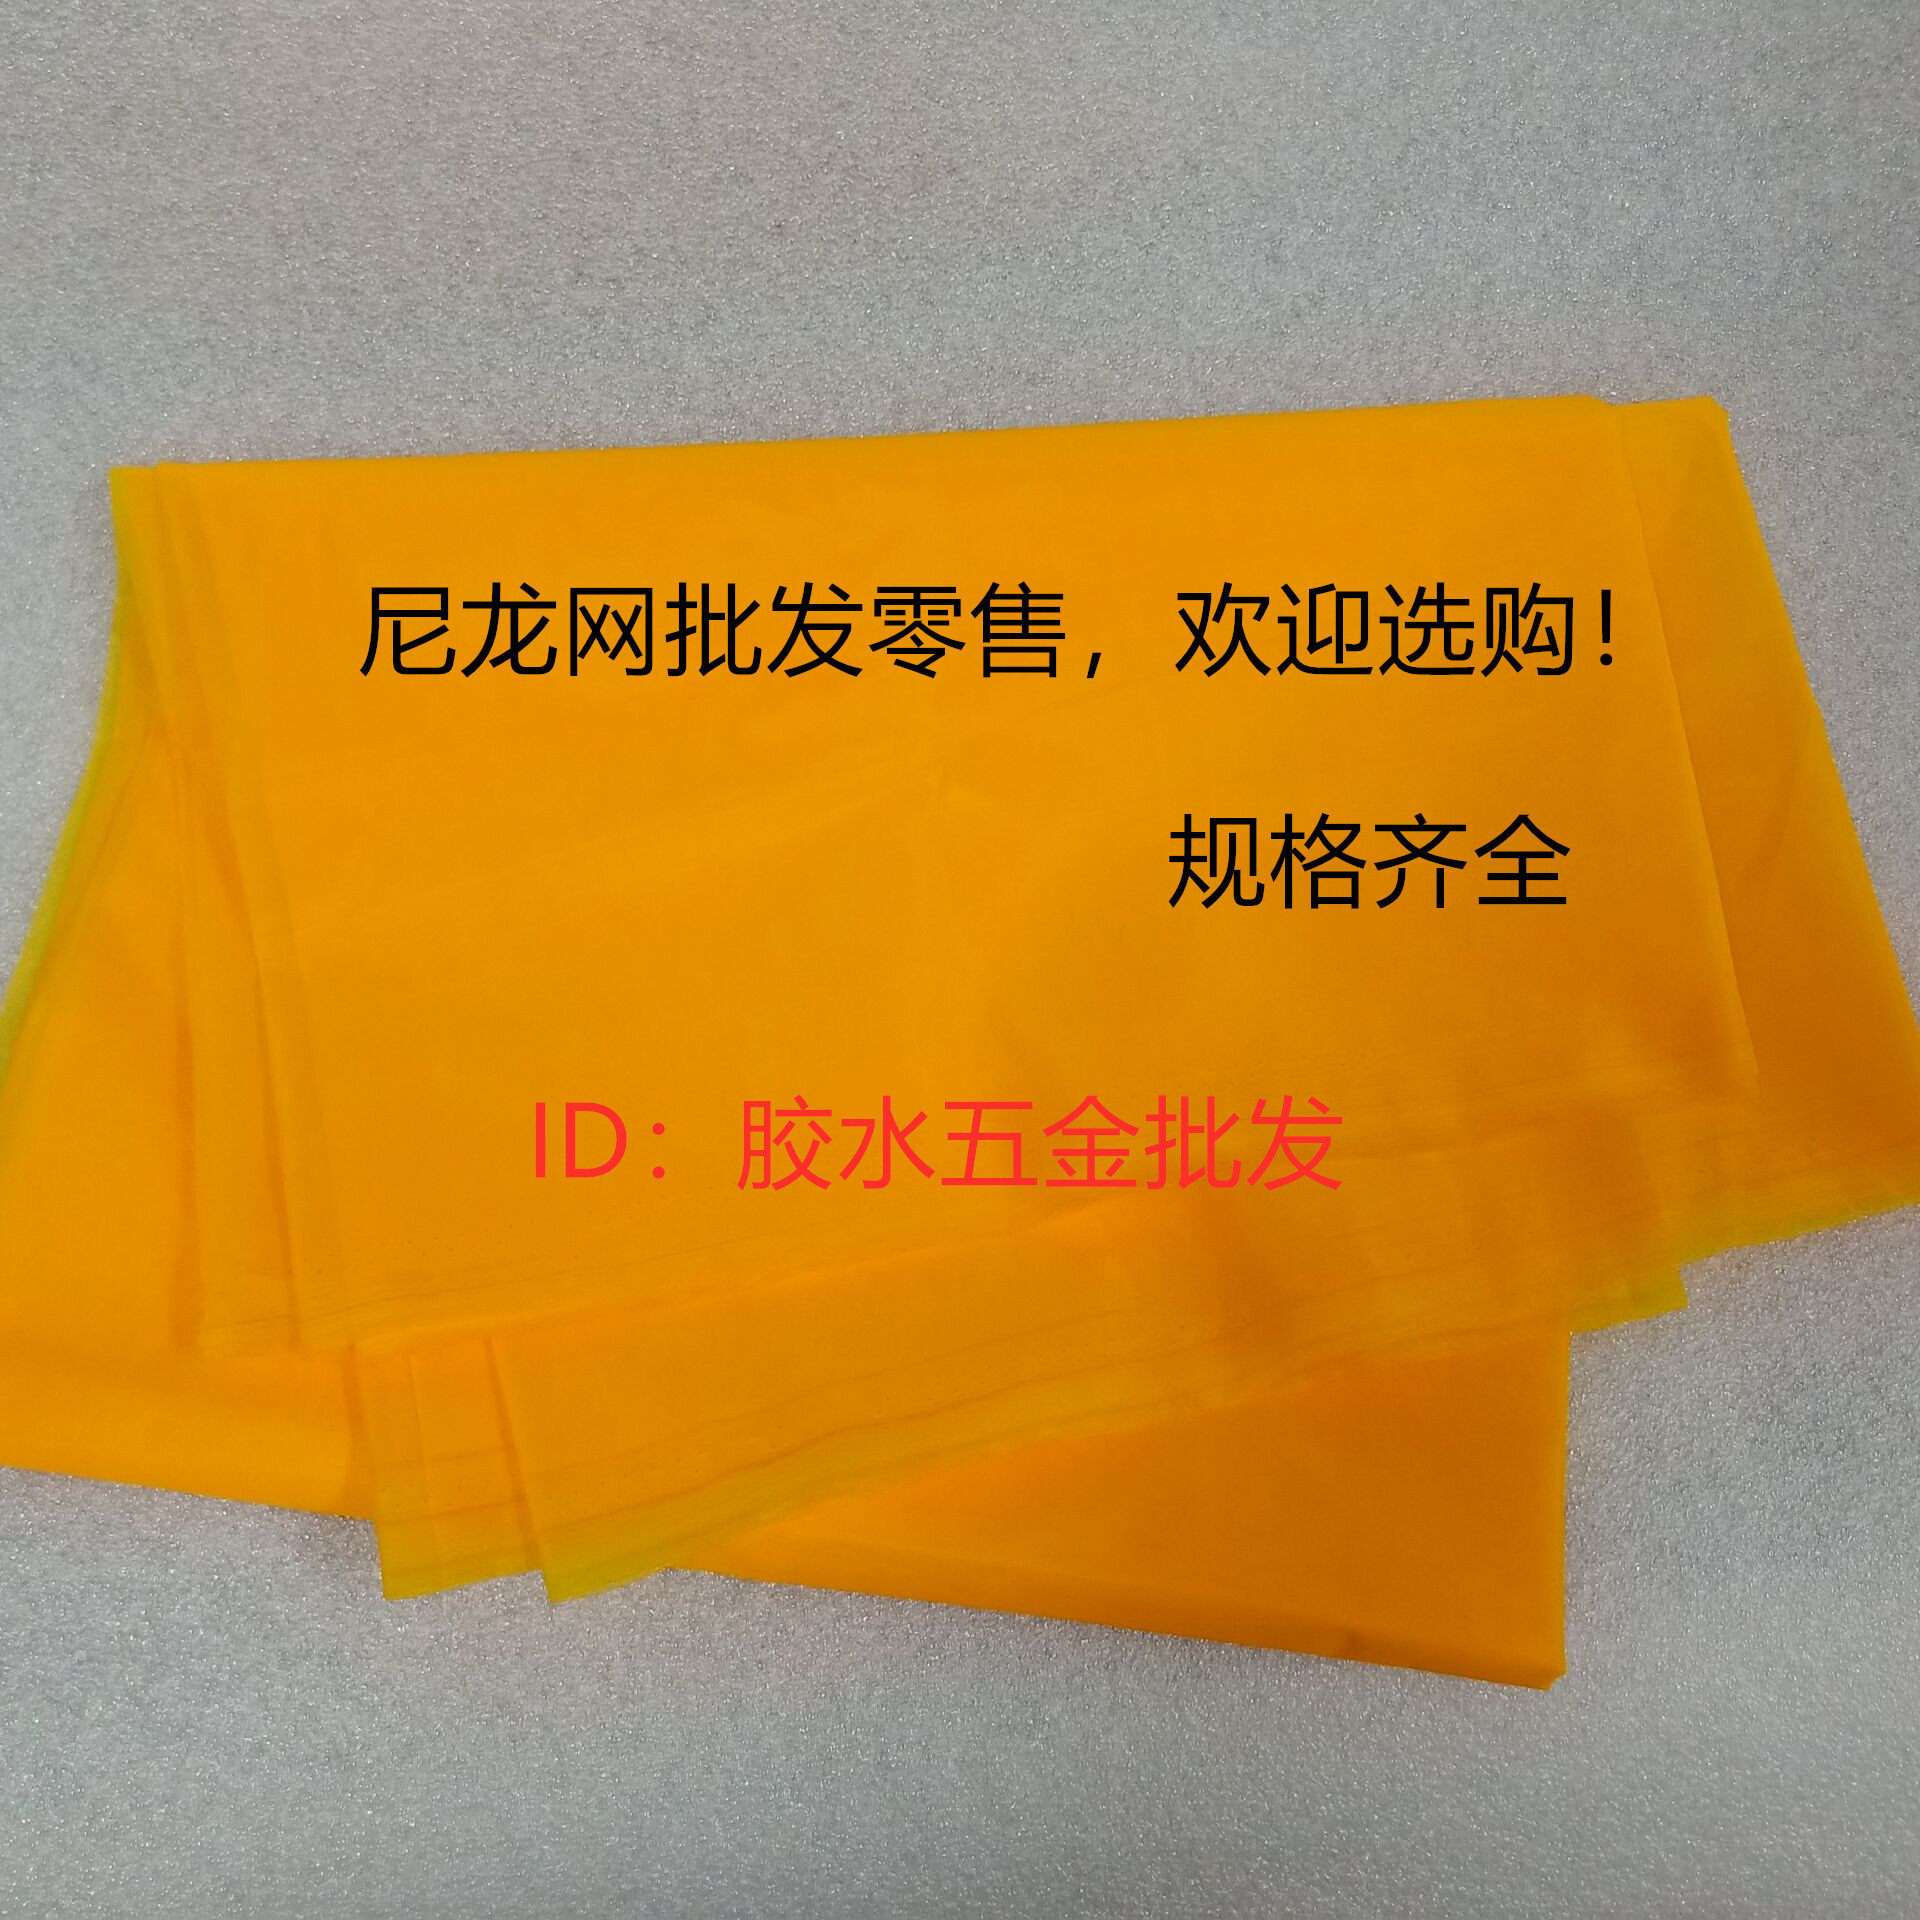 尼龙网批发零售，欢迎选购！
规格齐全
ID：胶水五金批发